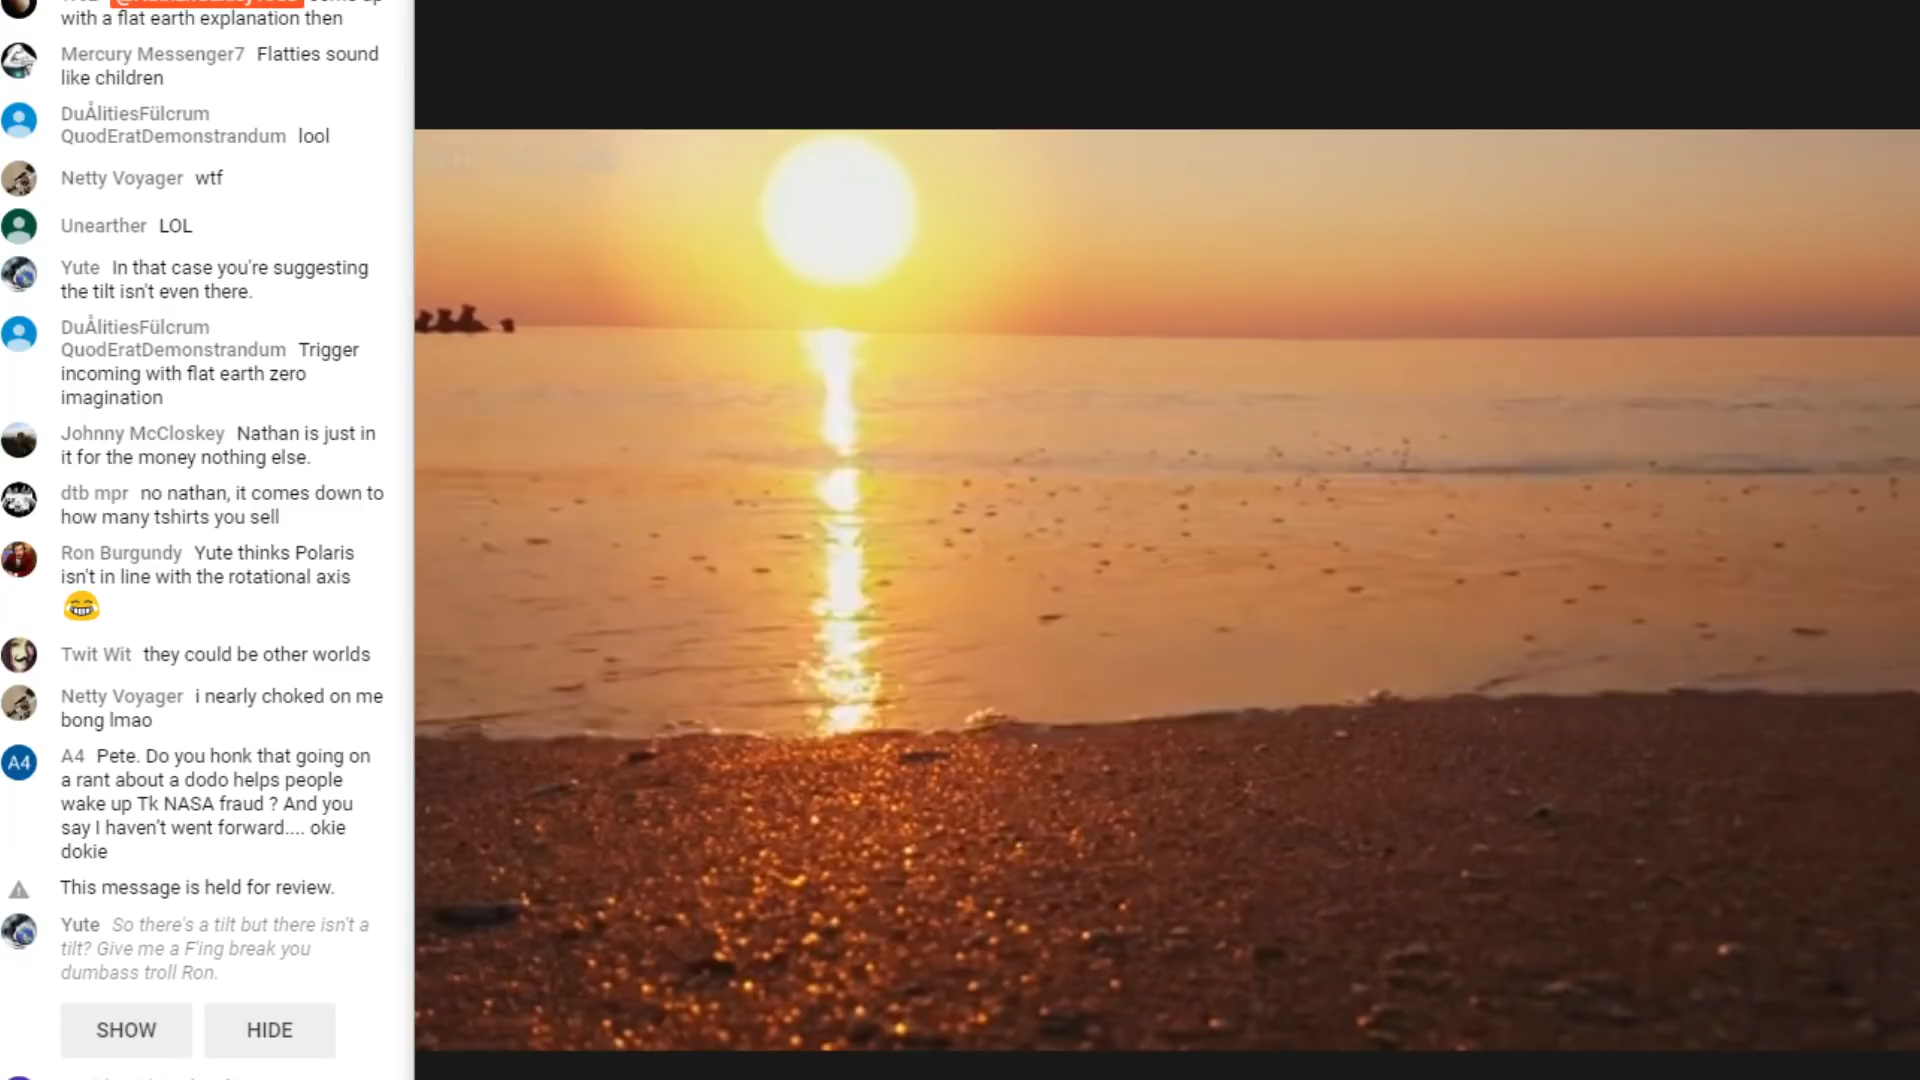 with a flat earth explanation then
Mercury Messenger7 Flatties sound
like children
DuÅlitiesFülcrum
QuodEratDemonstrandum lool
Netty Voyager wtf
Unearther LOL
Yute In that case you're suggesting
the tilt isn't even there.
DuÅlitiesFülcrum
QuodEratDemonstrandum Trigger
incoming with flat earth zero
imagination
Johnny McCloskey Nathan is just in
it for the money nothing else.
dtb mpr no nathan, it comes down to
how many tshirts you sell
Ron Burgundy Yute thinks Polaris
isn't in line with the rotational axis
Twit Wit they could be other worlds
Netty Voyager i nearly choked on me
bong lmao
A4 A4 Pete. Do you honk that going on
a rant about a dodo helps people
wake up Tk NASA fraud ? And you
say I haven't went forward.... okie
dokie
This message is held for review.
Yute So there's a tilt but there isn't a
tilt? Give me a F'ing break you
dumbass troll Ron.
SHOW HIDE